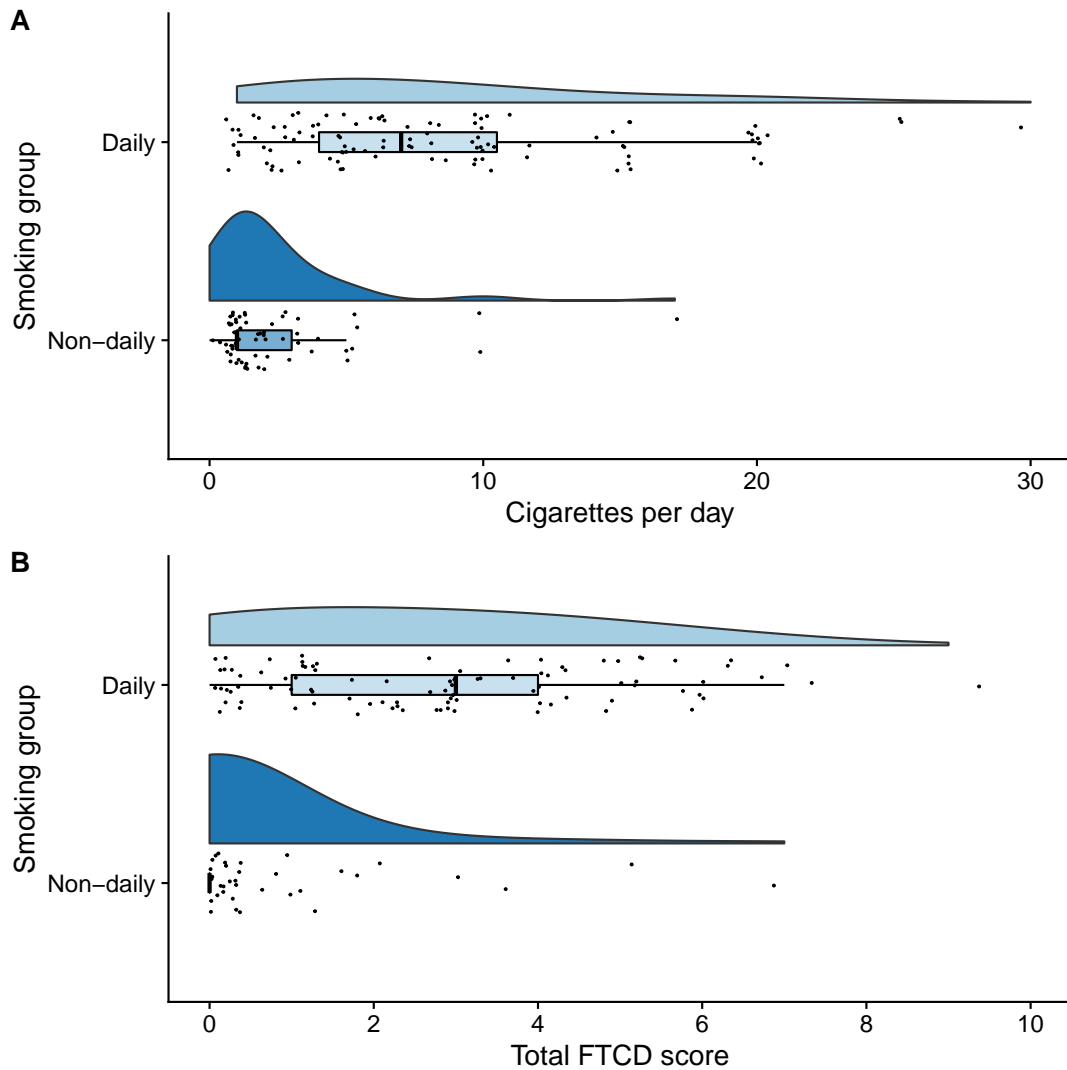 A
Smoking group
Daily
Non−daily
0 10 20 30
Cigarettes per day
B
Smoking group
Daily
Non−daily
0 2 4 6 8 10
Total FTCD score